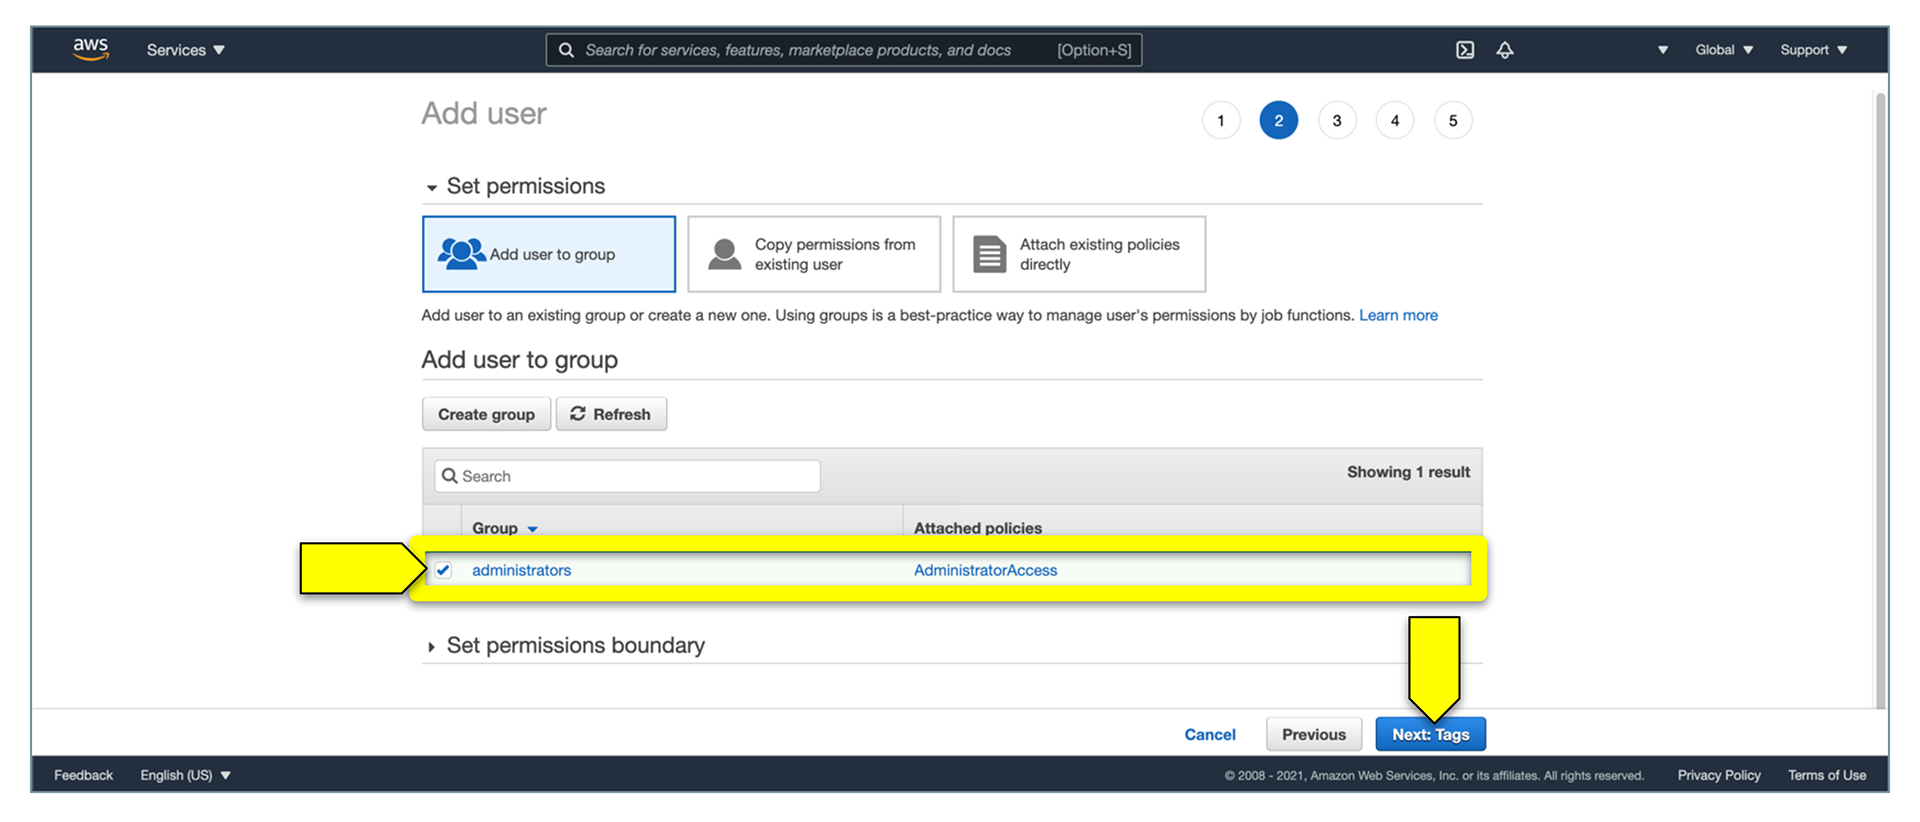 aws Services Search for services, features, marketplace products, and docs [Option+S] Global Support
Add user 1 2 3 4 5
Set permissions
Add user to group
Copy permissions from
existing user
Attach existing policies
directly
Add user to an existing group or create a new one. Using groups is a best-practice way to manage user's permissions by job functions. Learn more
Add user to group
Create group Refresh
Search Showing 1 result
Group Attached policies
administrators AdministratorAccess
Set permissions boundary
Cancel Previous Next: Tags
Feedback English (US) © 2008 - 2021, Amazon Web Services, Inc. or its affiliates. All rights reserved. Privacy Policy Terms of Use